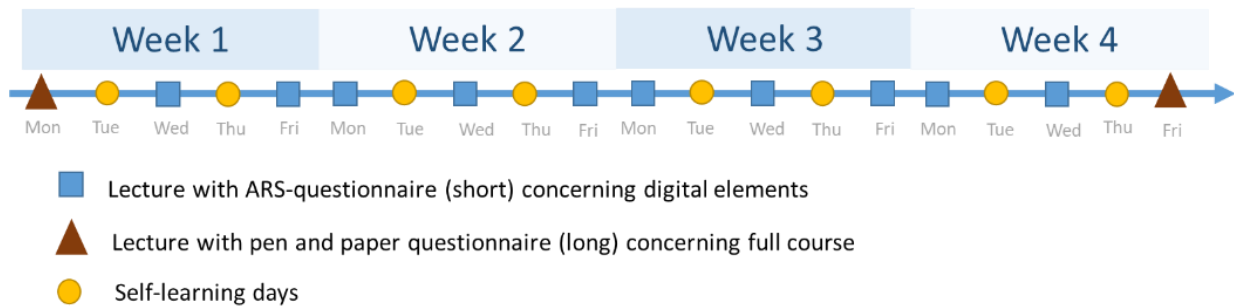 Week 1 Week 2 Week 3 Week 4
Mon Tue Wed Thu Fri Mon Tue Wed Thu Fri Mon Tue Wed Thu Fri Mon Tue Wed Thu Fri
Lecture with ARS-questionnaire (short) concerning digital elements
Lecture with pen and paper questionnaire (long) concerning full course
Self-learning days